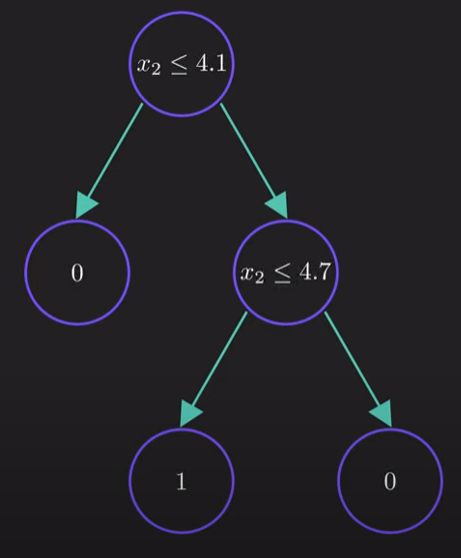 x₂ ≤ 4.1
0
x₂ ≤ 4.7
1
0